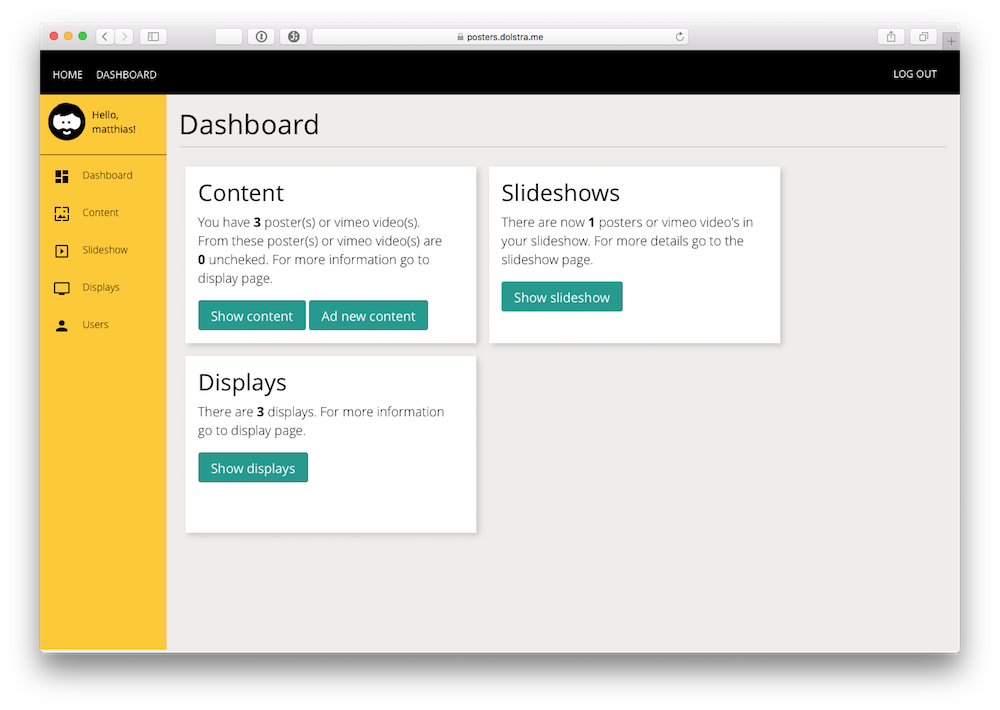 posters.dolstra.me
HOME DASHBOARD LOG OUT
Hello,
matthias!
Dashboard
Content
Slideshow
Displays
Users
Dashboard
Content
You have 3 poster(s) or vimeo video(s).
From these poster(s) or vimeo video(s) are
0 uncheked. For more information go to
display page.
Show content Ad new content
Slideshows
There are now 1 posters or vimeo video's in
your slideshow. For more details go to the
slideshow page.
Show slideshow
Displays
There are 3 displays. For more information
go to display page.
Show displays